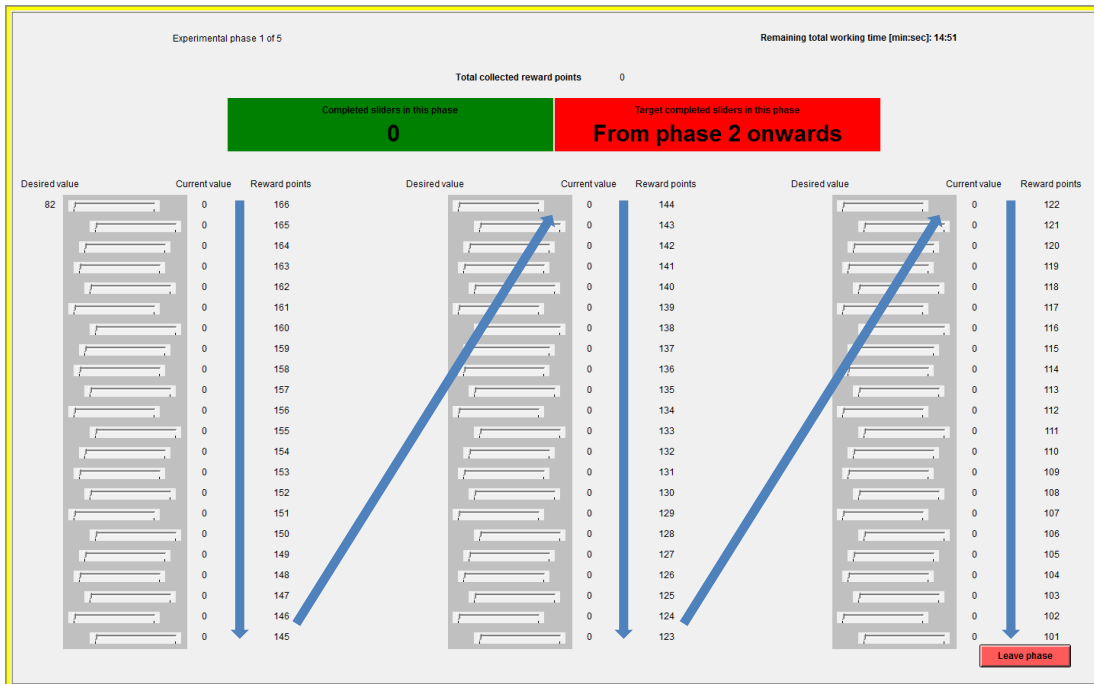 Experimental phase 1 of 5 Remaining total working time [min:sec]: 14:51
Total collected reward points 0
Completed sliders in this phase Target completed sliders in this phase
0 From phase 2 onwards
Desired value Current value Reward points Desired value Current value Reward points Desired value Current value Reward points
82 0 166 0 144 0 122
0 165 0 143 0 121
0 164 0 142 0 120
0 163 0 141 0 119
0 162 0 140 0 118
0 161 0 139 0 117
0 160 0 138 0 116
0 159 0 137 0 115
0 158 0 136 0 114
0 157 0 135 0 113
0 156 0 134 0 112
0 155 0 133 0 111
0 154 0 132 0 110
0 153 0 131 0 109
0 152 0 130 0 108
0 151 0 129 0 107
0 150 0 128 0 106
0 149 0 127 0 105
0 148 0 126 0 104
0 147 0 125 0 103
0 146 0 124 0 102
0 145 0 123 0 101
Leave phase